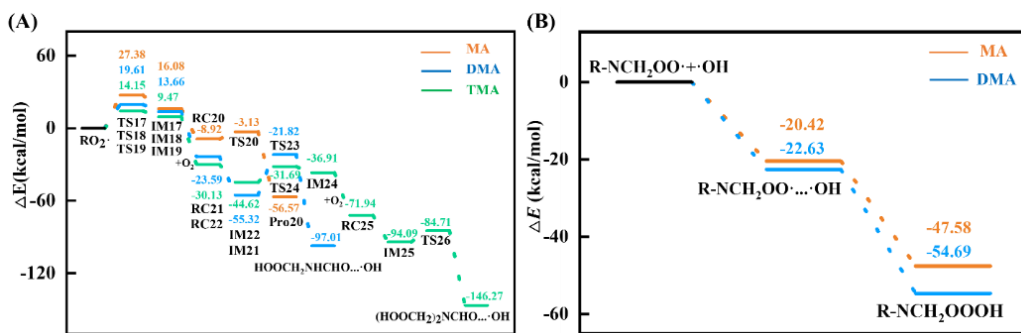 (A)
60
0
-60
-120
△E(kcal/mol)
MA
DMA
TMA
27.38
19.61
14.15
TS17
TS18
TS19
RO₂·
16.08
13.66
9.47
IM17
IM18
IM19
+O₂
RC20
-8.92
-23.59
-30.13
RC21
RC22
-3.13
TS20
-44.62
-55.32
IM22
IM21
-21.82
TS23
-31.69
TS24
-56.57
Pro20
-36.91
IM24
+O₂
-97.01
HOOCH₂NHCHO...·OH
-71.94
RC25
-94.09
IM25
-84.71
TS26
-146.27
(HOOCH₂)₂NCHO...·OH
(B)
0
-20
-40
-60
△E (kcal/mol)
MA
DMA
R-NCH₂OO·+·OH
-20.42
-22.63
R-NCH₂OO·...·OH
-47.58
-54.69
R-NCH₂OOOH